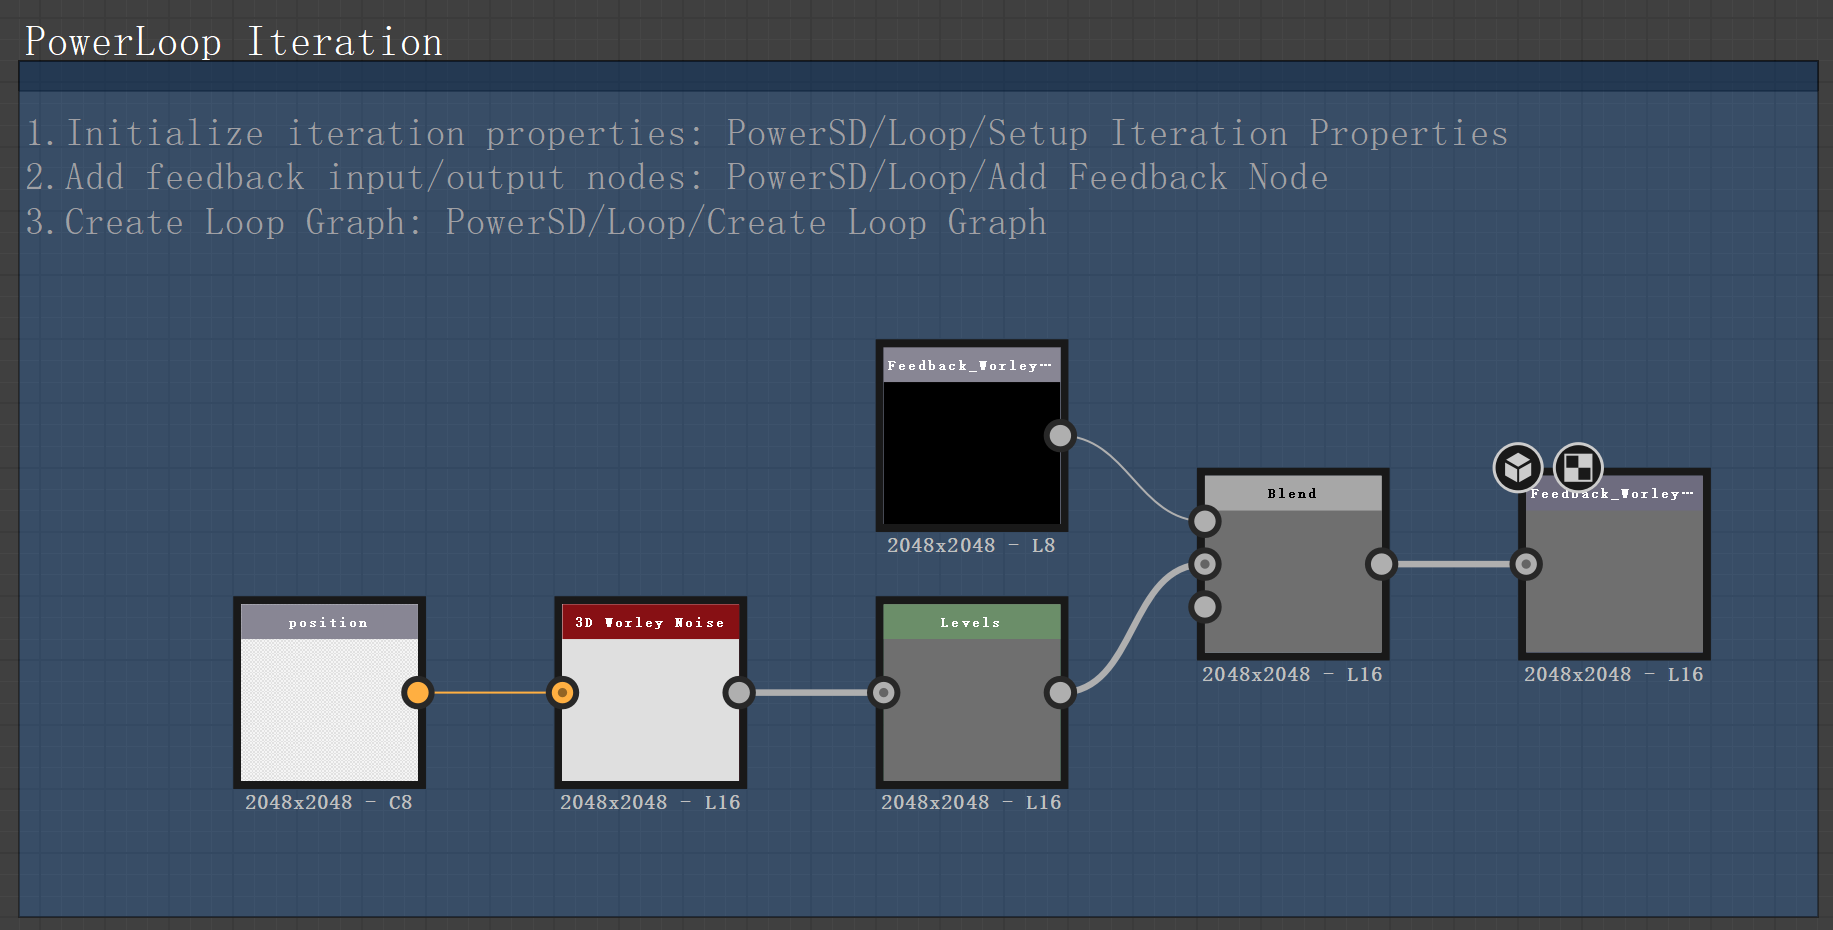 PowerLoop Iteration
1.Initialize iteration properties: PowerSD/Loop/Setup Iteration Properties
2.Add feedback input/output nodes: PowerSD/Loop/Add Feedback Node
3.Create Loop Graph: PowerSD/Loop/Create Loop Graph
Feedback_Worley…
2048x2048 - L8
Blend
2048x2048 - L16
Feedback_Worley…
2048x2048 - L16
position
2048x2048 - C8
3D Worley Noise
2048x2048 - L16
Levels
2048x2048 - L16